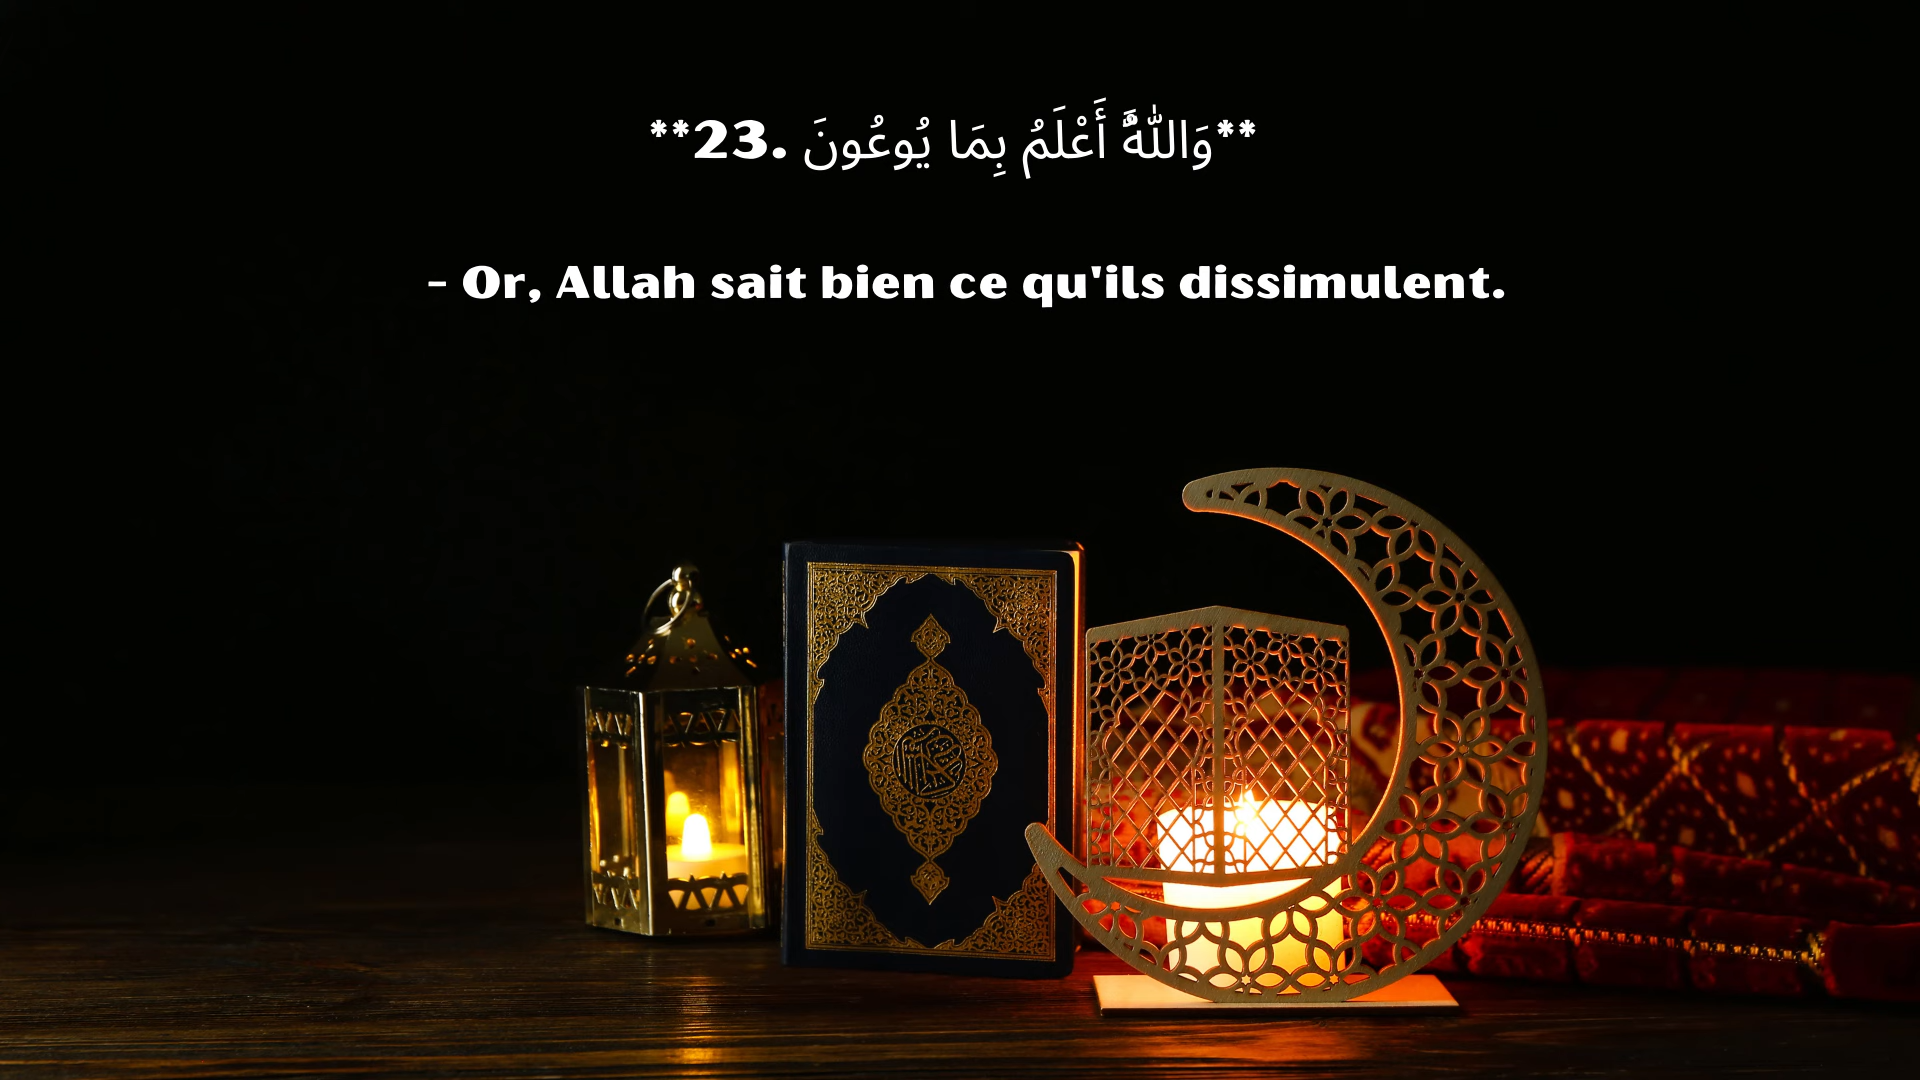 **23. وَاللَّهُ أَعْلَمُ بِمَا يُوعُونَ**
- Or, Allah sait bien ce qu'ils dissimulent.